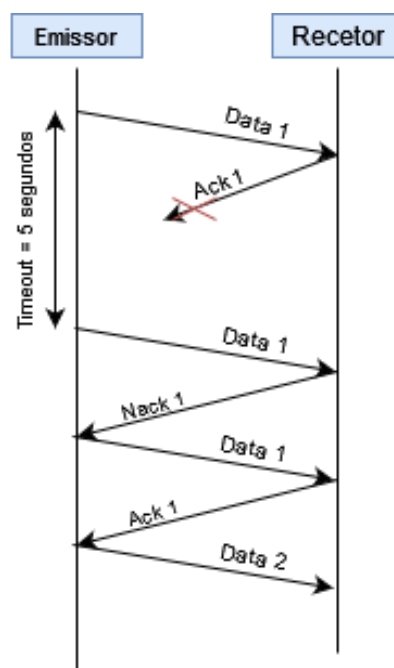 Emissor
Recetor
Data 1
Ack 1
Timeout = 5 segundos
Data 1
Nack 1
Data 1
Ack 1
Data 2